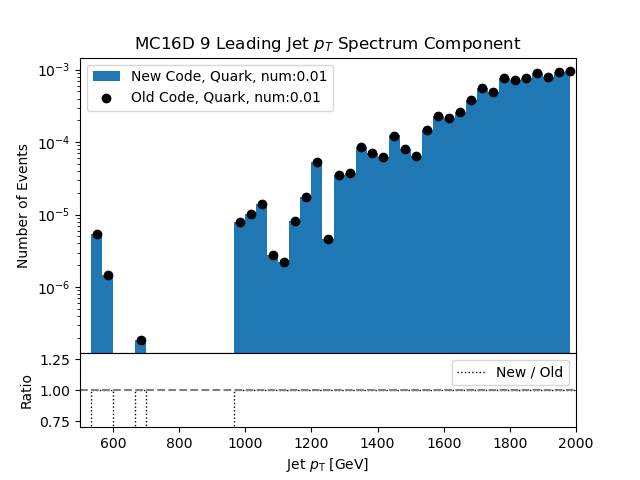 MC16D 9 Leading Jet $p_T$ Spectrum Component
New Code, Quark, num:0.01
Old Code, Quark, num:0.01
Number of Events
10⁻³
10⁻⁴
10⁻⁵
10⁻⁶
New / Old
Ratio
1.25
1.00
0.75
600 800 1000 1200 1400 1600 1800 2000
Jet $p_T$ [GeV]